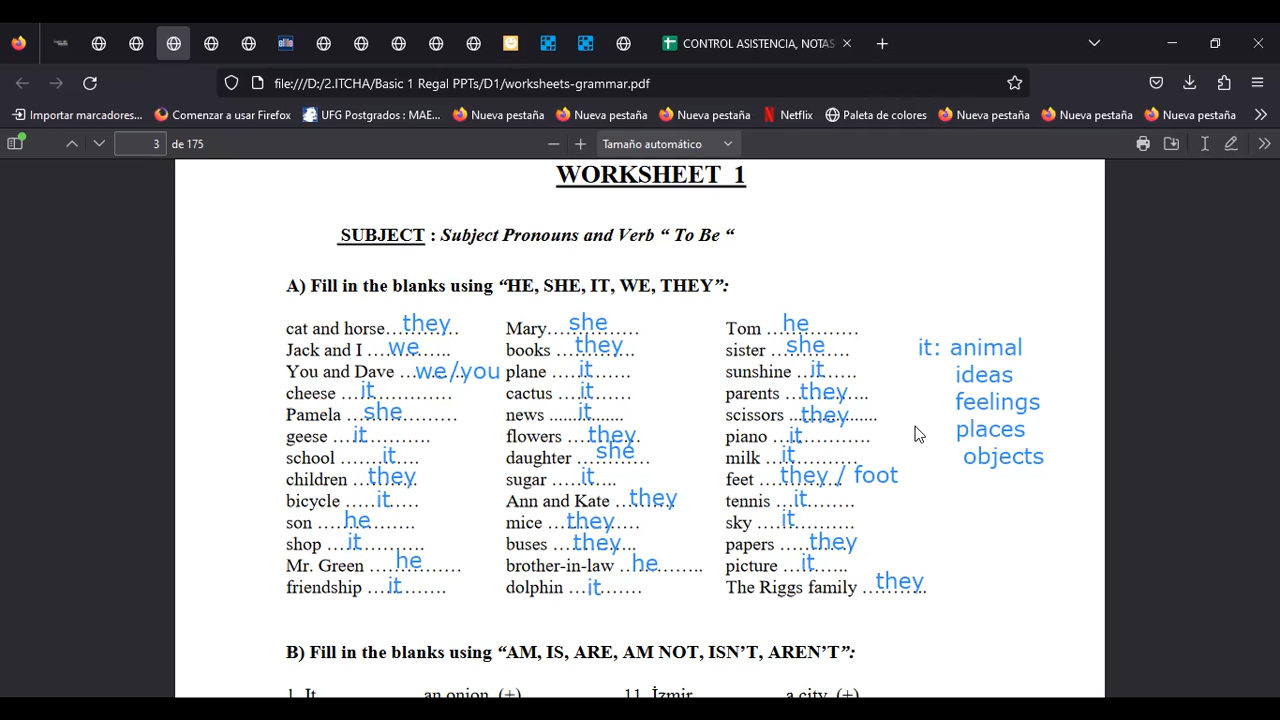 CONTROL ASISTENCIA, NOTAS
file:///D:/2.ITCHA/Basic 1 Regal PPTs/D1/worksheets-grammar.pdf
Importar marcadores... Comenzar a usar Firefox UFG Postgrados : MAE... Nueva pestaña Nueva pestaña Nueva pestaña Netflix Paleta de colores Nueva pestaña Nueva pestaña Nueva pestaña
3 de 175 Tamaño automático
WORKSHEET 1
SUBJECT : Subject Pronouns and Verb “ To Be “
A) Fill in the blanks using “HE, SHE, IT, WE, THEY”:
cat and horse they Mary she Tom he
Jack and I we books they sister she it: animal
You and Dave we/you plane it sunshine it ideas
cheese it cactus it parents they feelings
Pamela she news it scissors they places
geese it flowers they piano it objects
school it daughter she milk it
children they sugar it feet they / foot
bicycle it Ann and Kate they tennis it
son he mice they sky it
shop it buses they papers they
Mr. Green he brother-in-law he picture it
friendship it dolphin it The Riggs family they
B) Fill in the blanks using “AM, IS, ARE, AM NOT, ISN’T, AREN’T”:
1. It an onion. (+) 11. İzmir a city. (+)